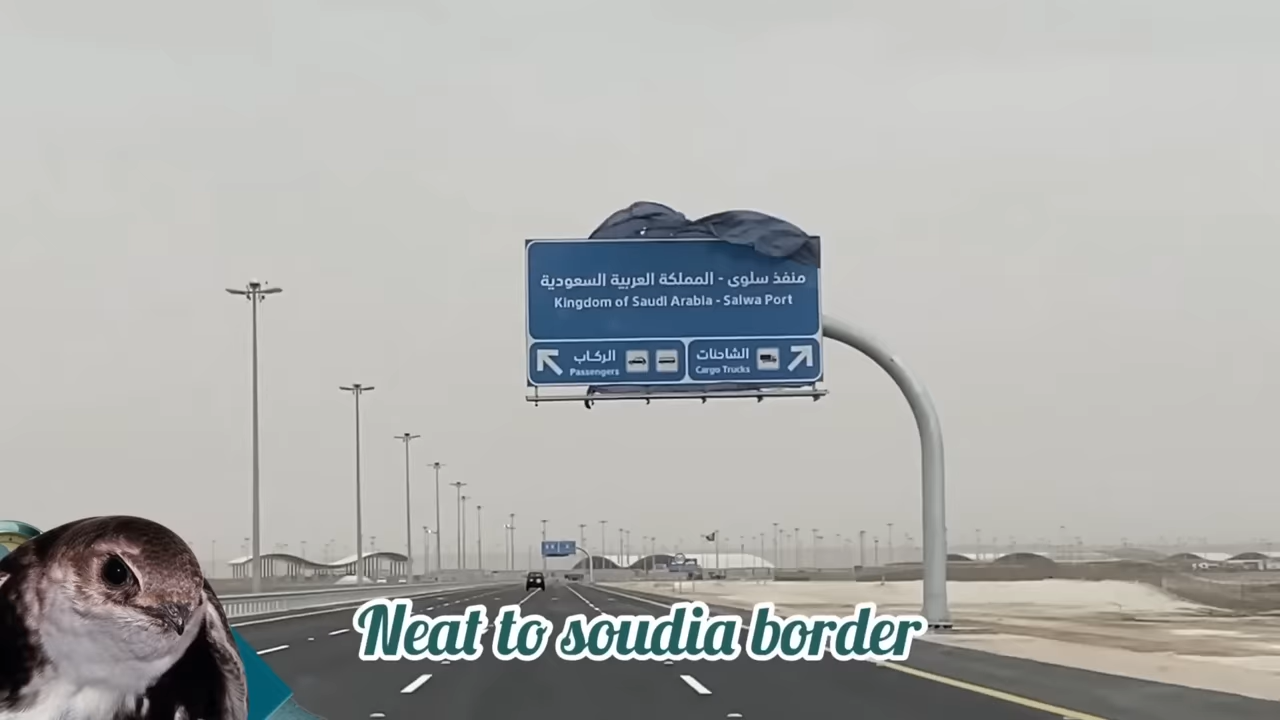 منفذ سلوى - المملكة العربية السعودية
Kingdom of Saudi Arabia - Salwa Port
الركاب
Passengers
الشاحنات
Cargo Trucks
Neat to soudia border